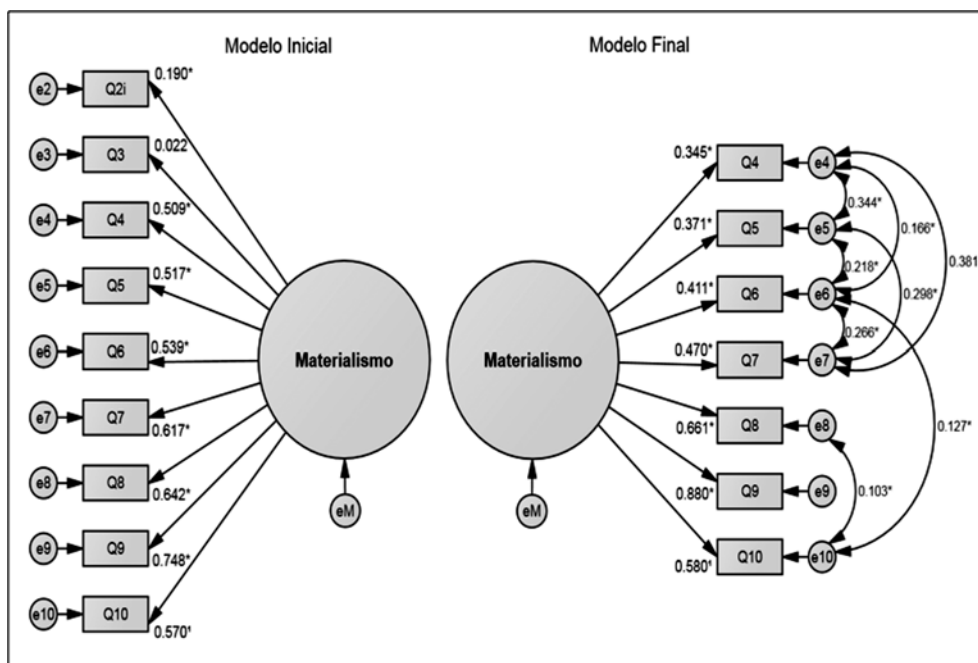 Modelo Inicial
e2
Q2i
0.190*
e3
Q3
0.022
e4
Q4
0.509*
e5
Q5
0.517*
e6
Q6
0.539*
e7
Q7
0.617*
e8
Q8
0.642*
e9
Q9
0.748*
e10
Q10
0.570*
Materialismo
eM
Modelo Final
Materialismo
eM
0.345*
Q4
e4
0.371*
Q5
e5
0.411*
Q6
e6
0.470*
Q7
e7
0.661*
Q8
e8
0.880*
Q9
e9
0.580*
Q10
e10
0.344*
0.166*
0.218*
0.381
0.298*
0.266*
0.127*
0.103*